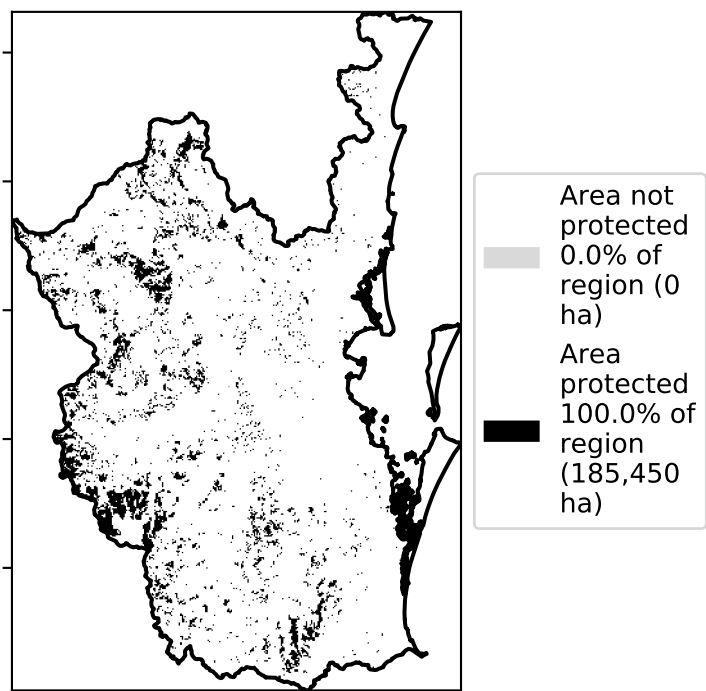 Area not
protected
0.0% of
region (0
ha)
Area
protected
100.0% of
region
(185,450
ha)